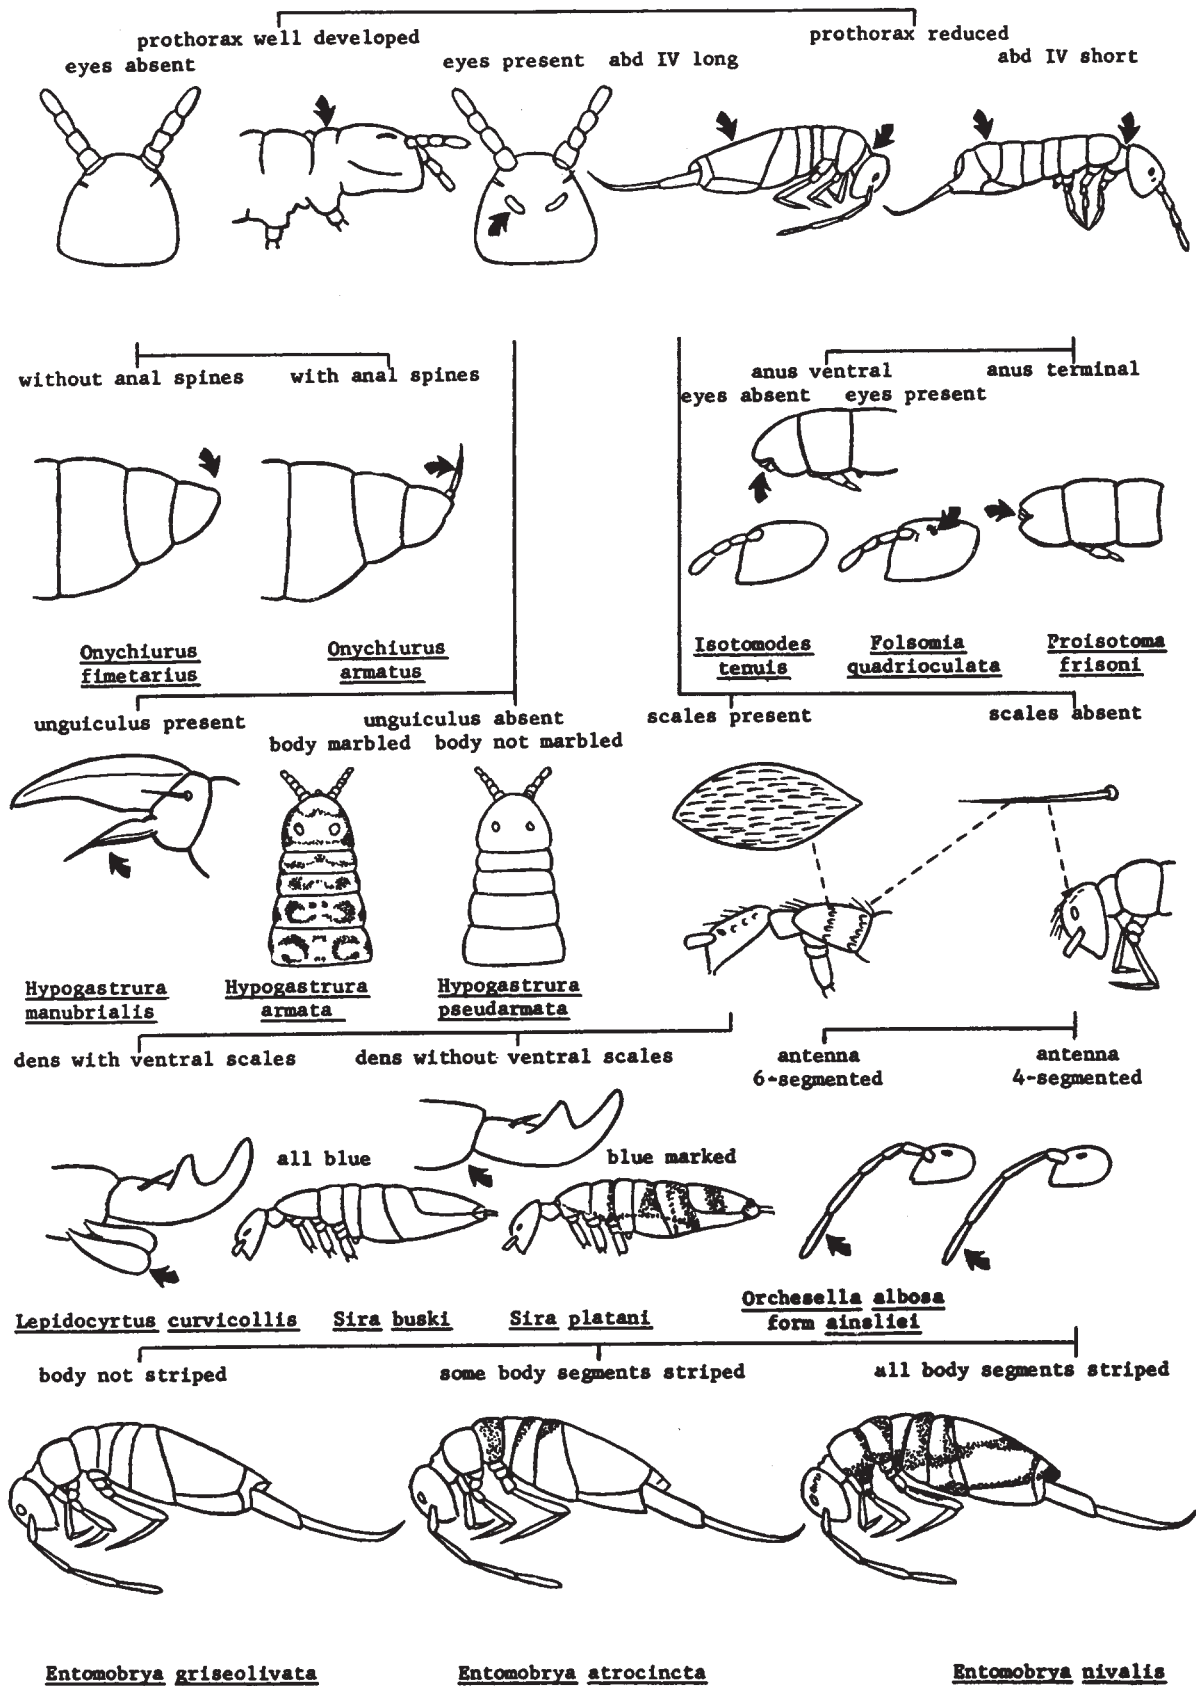 prothorax well developed
prothorax reduced
eyes absent
eyes present abd IV long
abd IV short
without anal spines
with anal spines
anus ventral
anus terminal
eyes absent eyes present
Onychiurus
fimetarius
Onychiurus
armatus
Isotomodes
tenuis
Folsomia
quadrioculata
Proisotoma
frisoni
unguiculus present
unguiculus absent
body marbled body not marbled
scales present
scales absent
Hypogastrura
manubrialis
Hypogastrura
armata
Hypogastrura
pseudarmata
dens with ventral scales
dens without ventral scales
antenna
6-segmented
antenna
4-segmented
all blue
blue marked
Lepidocyrtus curvicollis
Sira buski
Sira platani
Orchesella albosa
form ainsliei
body not striped
some body segments striped
all body segments striped
Entomobrya griseolivata
Entomobrya atrocincta
Entomobrya nivalis